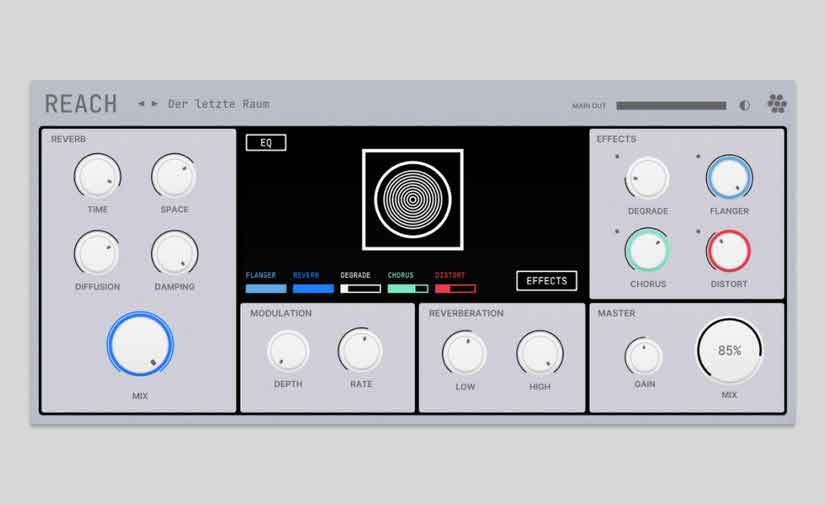 REACH
Der letzte Raum
MAIN OUT
REVERB
TIME SPACE
DIFFUSION DAMPING
MIX
EQ
FLANGER REVERB DEGRADE CHORUS DISTORT
EFFECTS
EFFECTS
DEGRADE FLANGER
CHORUS DISTORT
MODULATION
DEPTH RATE
REVERBERATION
LOW HIGH
MASTER
85%
GAIN MIX